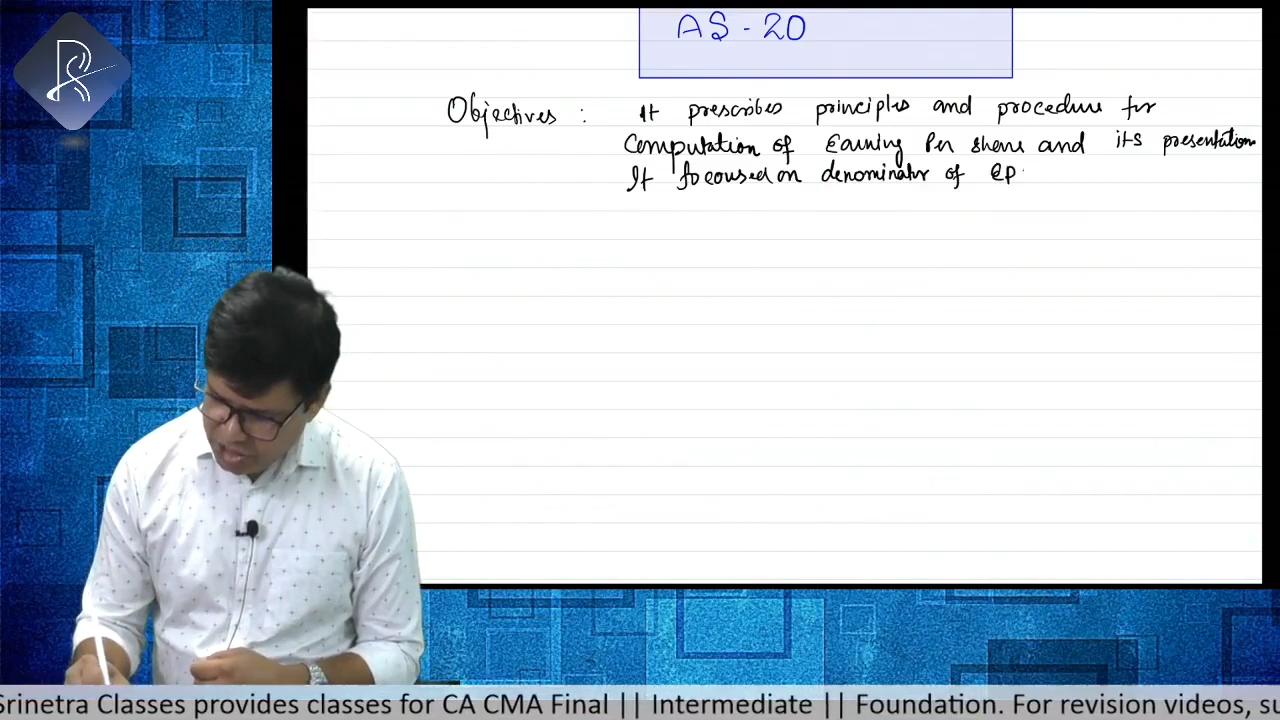 AS - 20
Objectives : It prescribes principles and procedure for
Computation of Earning Per share and its presentation
It focoused on denominator of EP
Srinetra Classes provides classes for CA CMA Final || Intermediate || Foundation. For revision videos, su